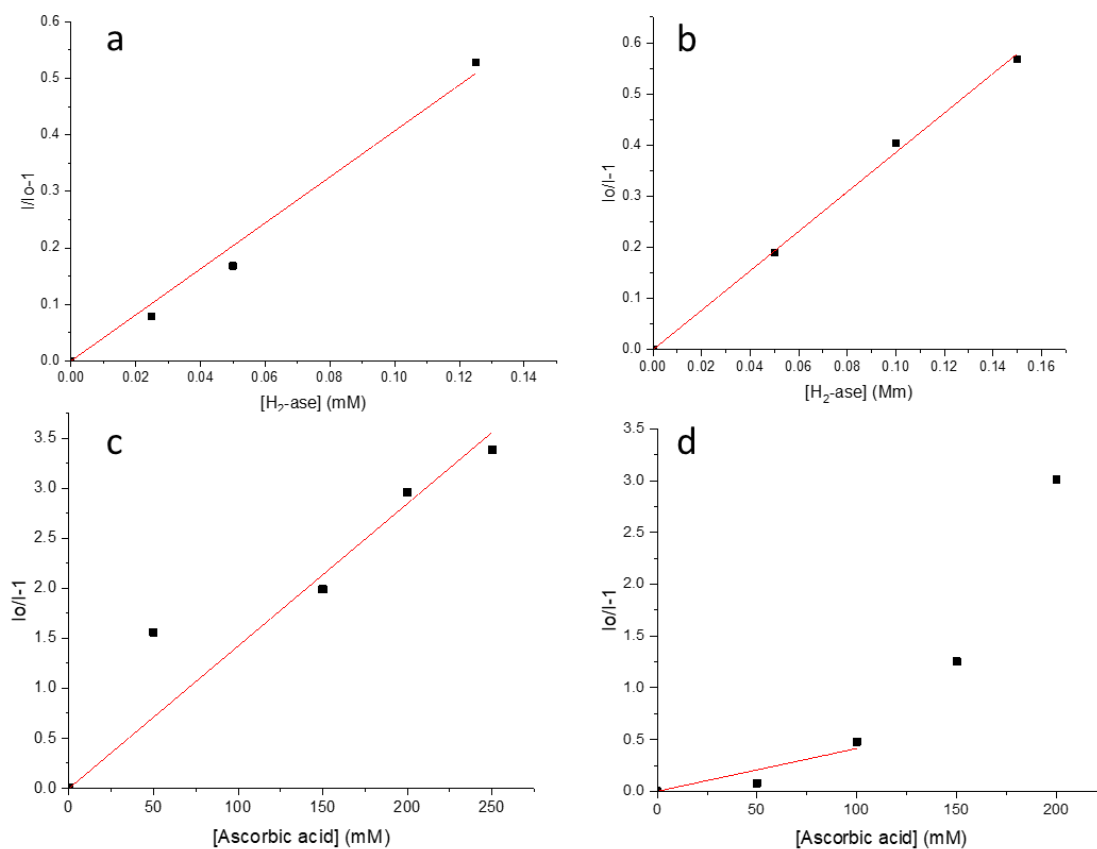 a
I/Io-1
0.6
0.5
0.4
0.3
0.2
0.1
0.0
0.00 0.02 0.04 0.06 0.08 0.10 0.12 0.14
[H2-ase] (mM)
b
Io/I-1
0.6
0.5
0.4
0.3
0.2
0.1
0.0
0.00 0.02 0.04 0.06 0.08 0.10 0.12 0.14 0.16
[H2-ase] (Mm)
c
Io/I-1
3.5
3.0
2.5
2.0
1.5
1.0
0.5
0.0
0 50 100 150 200 250
[Ascorbic acid] (mM)
d
Io/I-1
3.5
3.0
2.5
2.0
1.5
1.0
0.5
0.0
0 50 100 150 200
[Ascorbic acid] (mM)